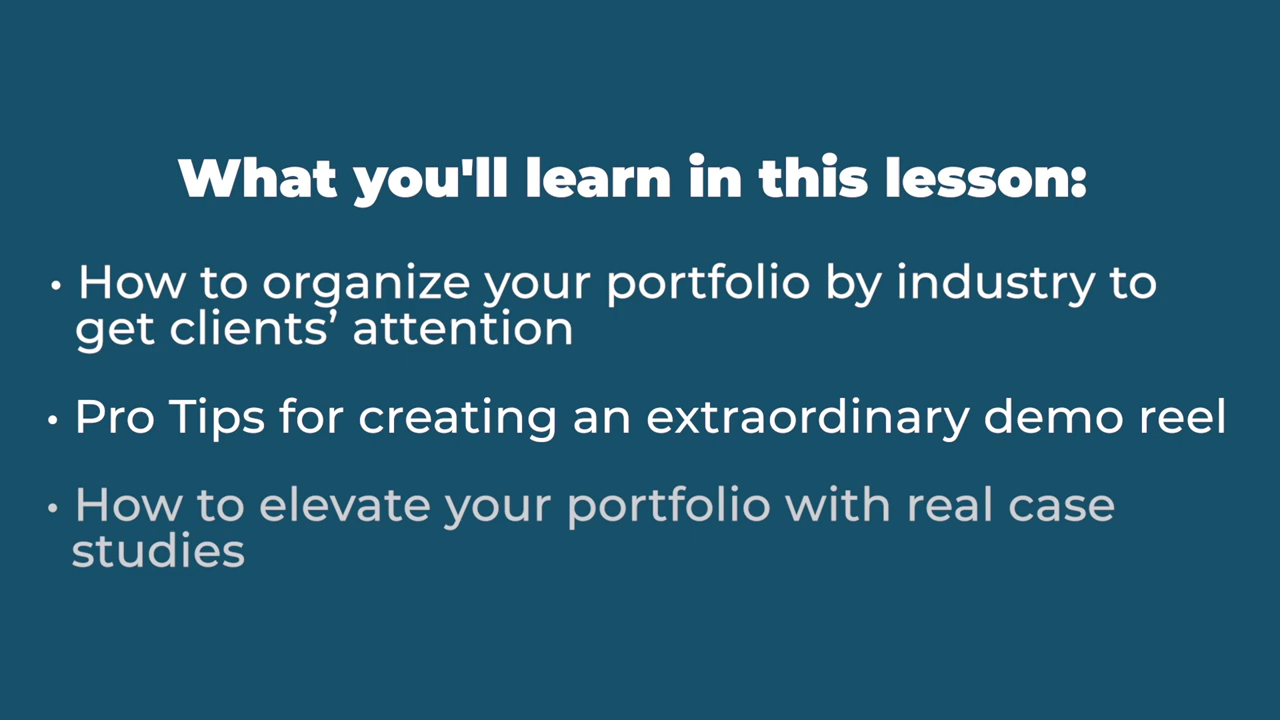 What you'll learn in this lesson:
• How to organize your portfolio by industry to
get clients’ attention
• Pro Tips for creating an extraordinary demo reel
• How to elevate your portfolio with real case
studies